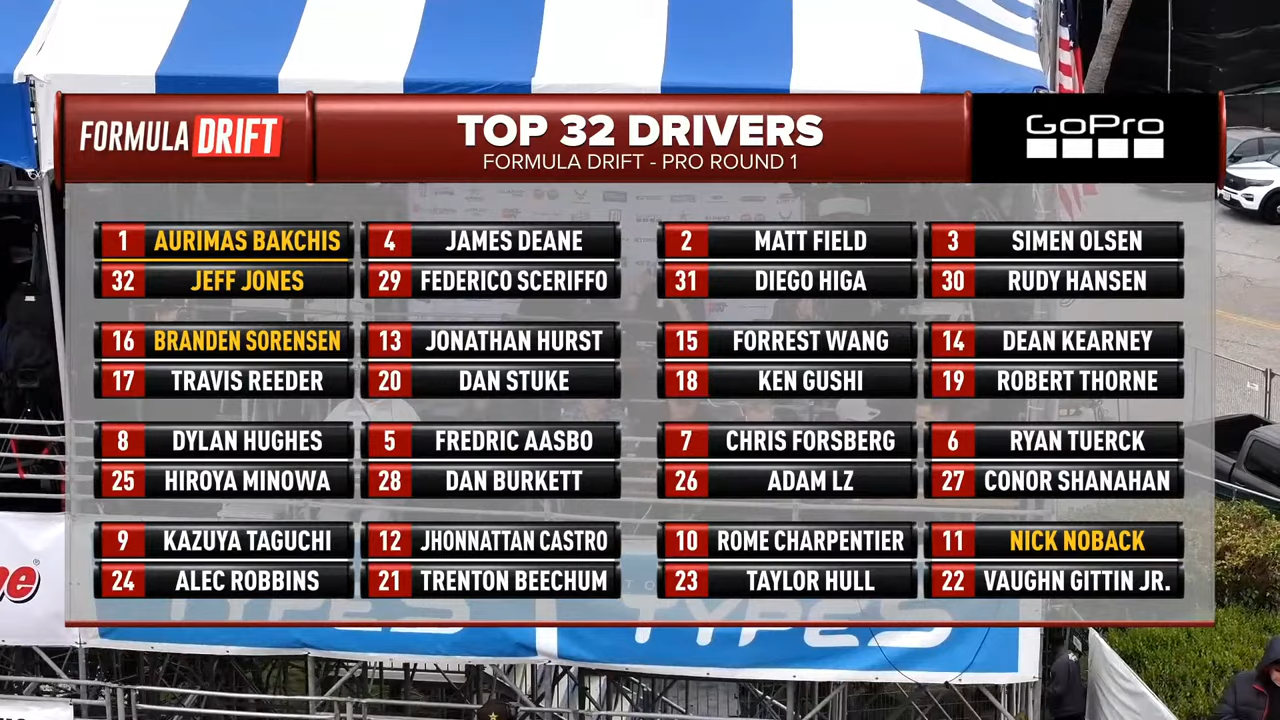 FORMULA DRIFT
TOP 32 DRIVERS
FORMULA DRIFT - PRO ROUND 1
GoPro
1 AURIMAS BAKCHIS
32 JEFF JONES
4 JAMES DEANE
29 FEDERICO SCERIFFO
2 MATT FIELD
31 DIEGO HIGA
3 SIMEN OLSEN
30 RUDY HANSEN
16 BRANDEN SORENSEN
17 TRAVIS REEDER
13 JONATHAN HURST
20 DAN STUKE
15 FORREST WANG
18 KEN GUSHI
14 DEAN KEARNEY
19 ROBERT THORNE
8 DYLAN HUGHES
25 HIROYA MINOWA
5 FREDRIC AASBO
28 DAN BURKETT
7 CHRIS FORSBERG
26 ADAM LZ
6 RYAN TUERCK
27 CONOR SHANAHAN
9 KAZUYA TAGUCHI
24 ALEC ROBBINS
12 JHONNATTAN CASTRO
21 TRENTON BEECHUM
10 ROME CHARPENTIER
23 TAYLOR HULL
11 NICK NOBACK
22 VAUGHN GITTIN JR.
TYPES
TYPES